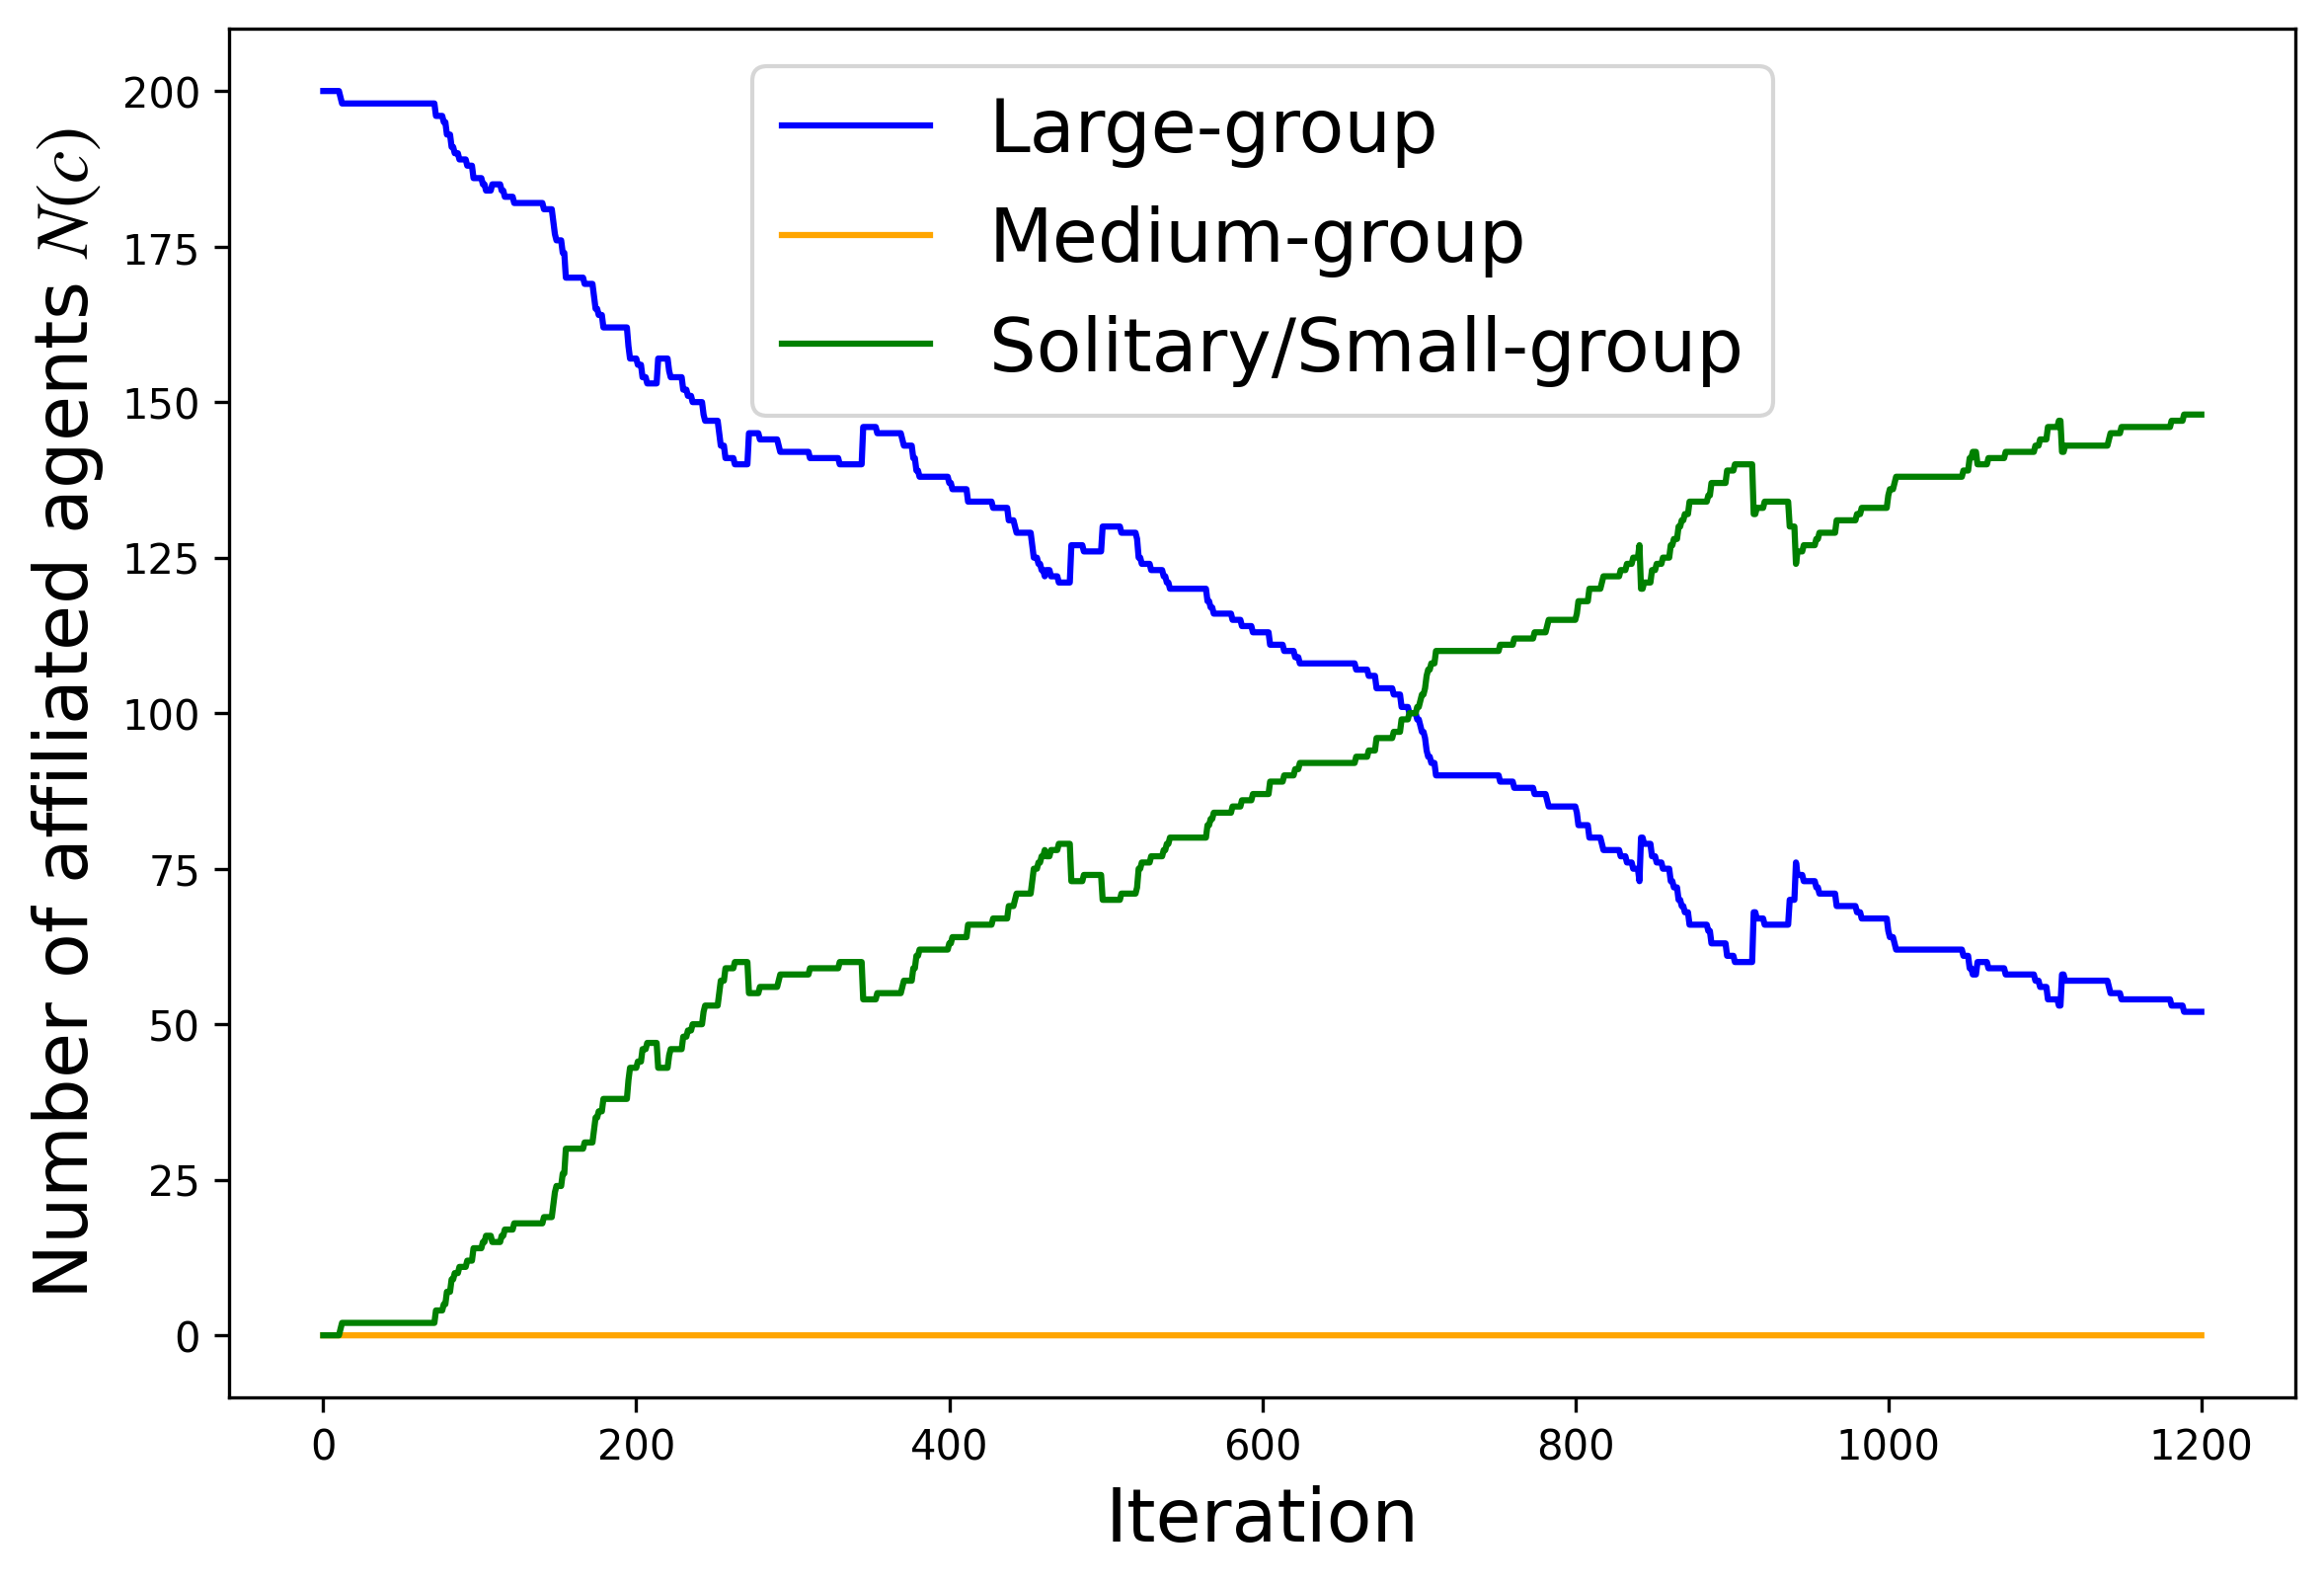 Number of affiliated agents N(c)
200
175
150
125
100
75
50
25
0
Large-group
Medium-group
Solitary/Small-group
0 200 400 600 800 1000 1200
Iteration